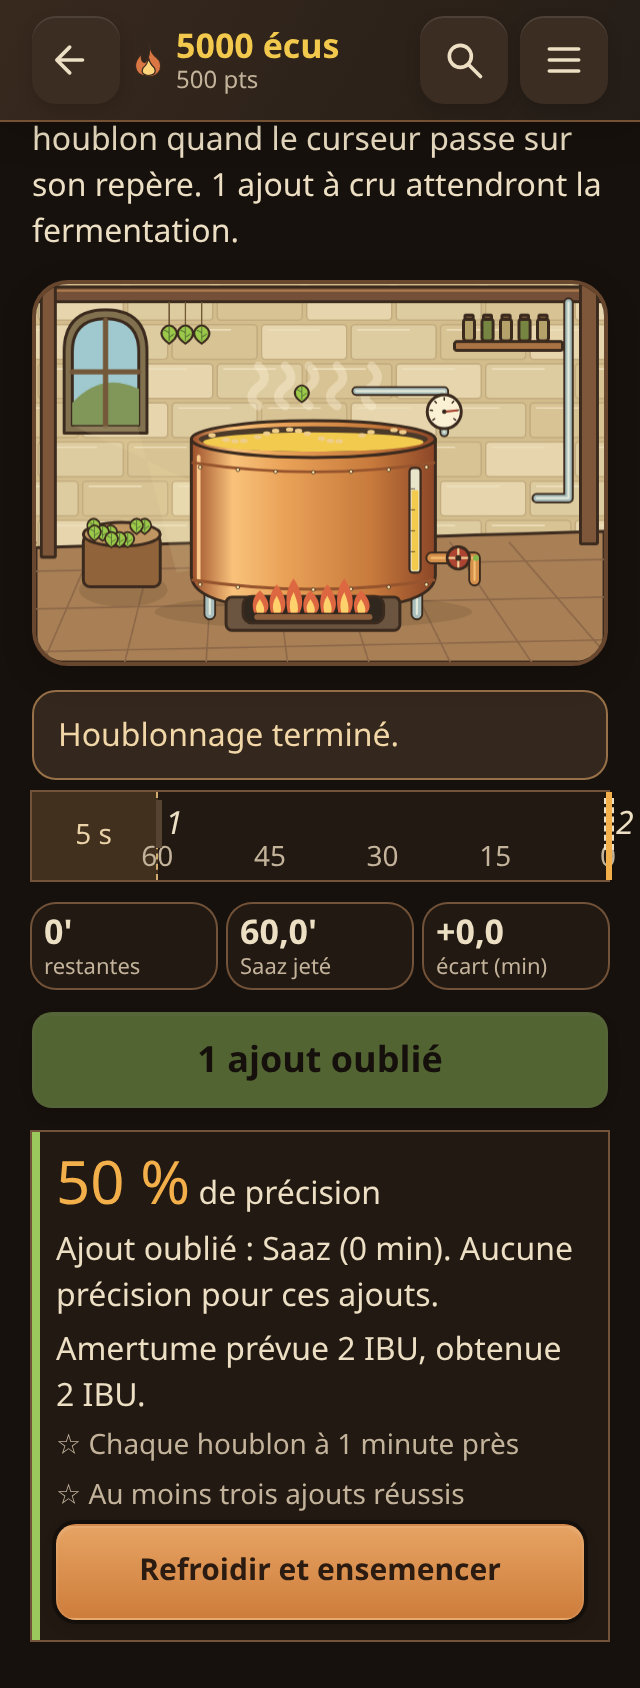 5000 écus
500 pts
houblon quand le curseur passe sur
son repère. 1 ajout à cru attendront la
fermentation.
Houblonnage terminé.
5 s
1
2
60
45
30
15
0
0'
restantes
60,0'
Saaz jeté
+0,0
écart (min)
1 ajout oublié
50 % de précision
Ajout oublié : Saaz (0 min). Aucune
précision pour ces ajouts.
Amertume prévue 2 IBU, obtenue
2 IBU.
☆ Chaque houblon à 1 minute près
☆ Au moins trois ajouts réussis
Refroidir et ensemencer